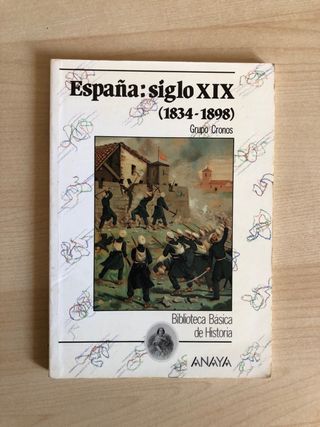 España: siglo XIX
(1834-1898)
Grupo Cronos
Biblioteca Básica
de Historia
ANAYA